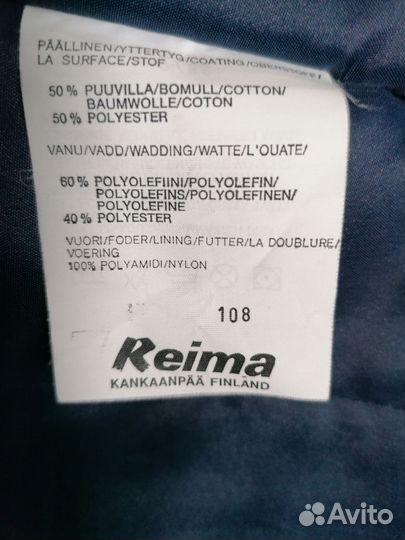 PÄÄLLINEN/YTTERTYG/COATING/OBERSTOFF/
LA SURFACE/STOF
50% PUUVILLA/BOMULL/COTTON/
BAUMWOLLE/COTON
50% POLYESTER
VANU/VADD/WADDING/WATTE/L'OUATE/
60% POLYOLEFIINI/POLYOLEFIN/
POLYOLEFINS/POLYOLEFINEN/
POLYOLEFINE
40% POLYESTER
VUORI/FODER/LINING/FUTTER/LA DOUBLURE/
VOERING
100% POLYAMIDI/NYLON
108
Reima
KANKAANPÄÄ FINLAND
Avito